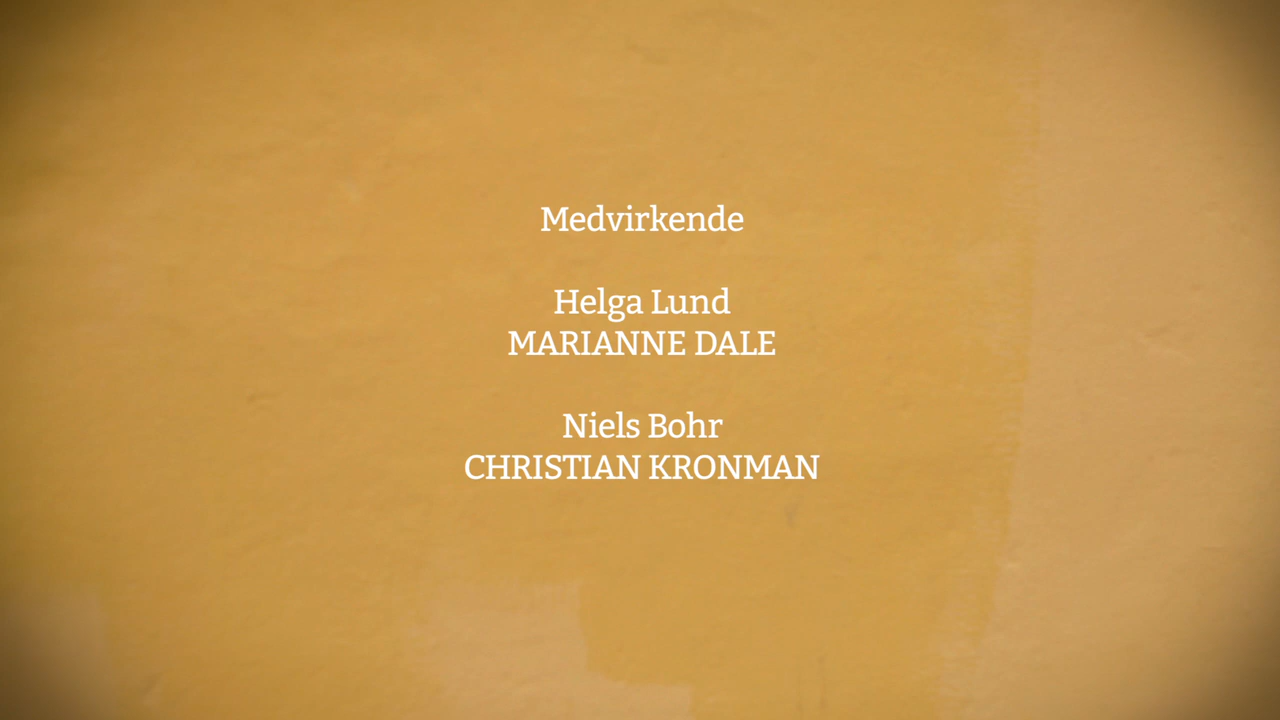 Medvirkende
Helga Lund
MARIANNE DALE
Niels Bohr
CHRISTIAN KRONMAN